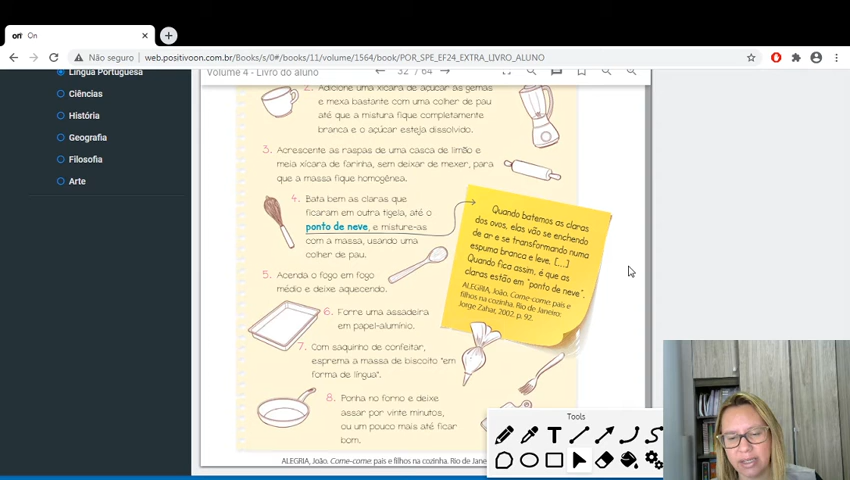 On
Não seguro
web.positivoon.com.br/Books/s/0#/books/11/volume/1564/book/POR_SPE_EF24_EXTRA_LIVRO_ALUNO
Língua Portuguesa
Ciências
História
Geografia
Filosofia
Arte
Volume 4 - Livro do aluno
32 / 64
2. Adicione uma xícara de açúcar às gemas
e mexa bastante com uma colher de pau
até que a mistura fique completamente
branca e o açúcar esteja dissolvido.
3. Acrescente as raspas de uma casca de limão e
meia xícara de farinha, sem deixar de mexer, para
que a massa fique homogênea.
4. Bata bem as claras que
ficaram em outra tigela, até o
ponto de neve, e misture-as
com a massa, usando uma
colher de pau.
Quando batemos as claras
dos ovos, elas vão se enchendo
de ar e se transformando numa
espuma branca e leve. [...]
Quando fica assim, é que as
claras estão em "ponto de neve".
ALEGRIA, João. Come-come: pais e
filhos na cozinha. Rio de Janeiro:
Jorge Zahar, 2002. p. 92.
5. Acenda o fogo em fogo
médio e deixe aquecendo.
6. Forre uma assadeira
em papel-alumínio.
7. Com saquinho de confeitar,
esprema a massa de biscoito "em
forma de língua".
8. Ponha no forno e deixe
assar por vinte minutos,
ou um pouco mais até ficar
bom.
ALEGRIA, João. Come-come: pais e filhos na cozinha. Rio de Jane
Tools
T